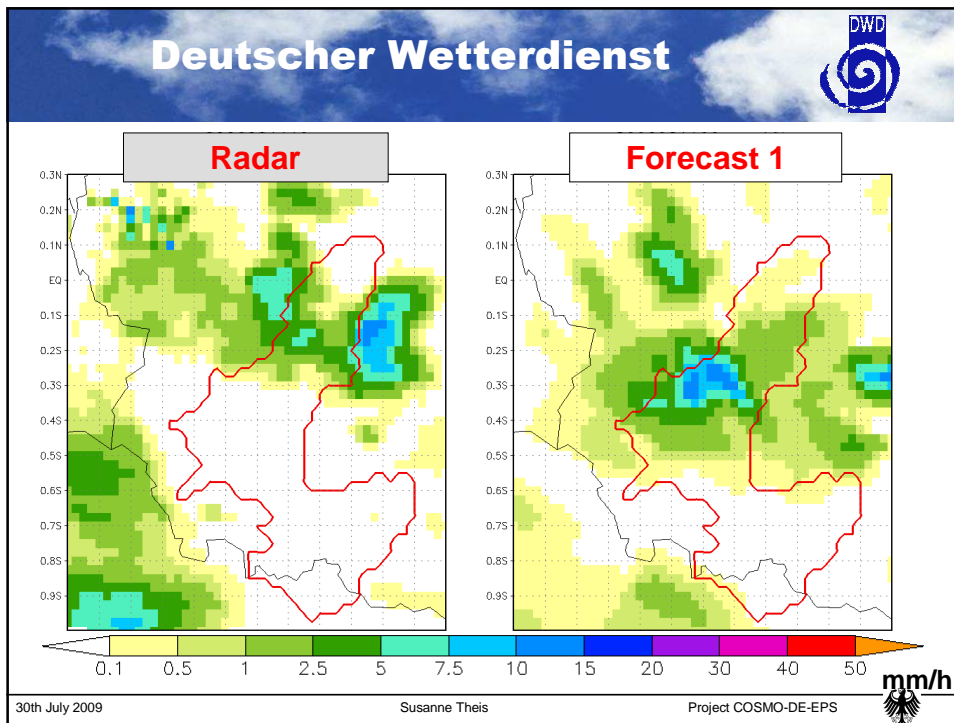 Deutscher Wetterdienst
DWD
Radar
Forecast 1
0.3N
0.2N
0.1N
EQ
0.1S
0.2S
0.3S
0.4S
0.5S
0.6S
0.7S
0.8S
0.9S
0.3N
0.2N
0.1N
EQ
0.1S
0.2S
0.3S
0.4S
0.5S
0.6S
0.7S
0.8S
0.9S
0.1 0.5 1 2.5 5 7.5 10 15 20 30 40 50
mm/h
30th July 2009 Susanne Theis Project COSMO-DE-EPS